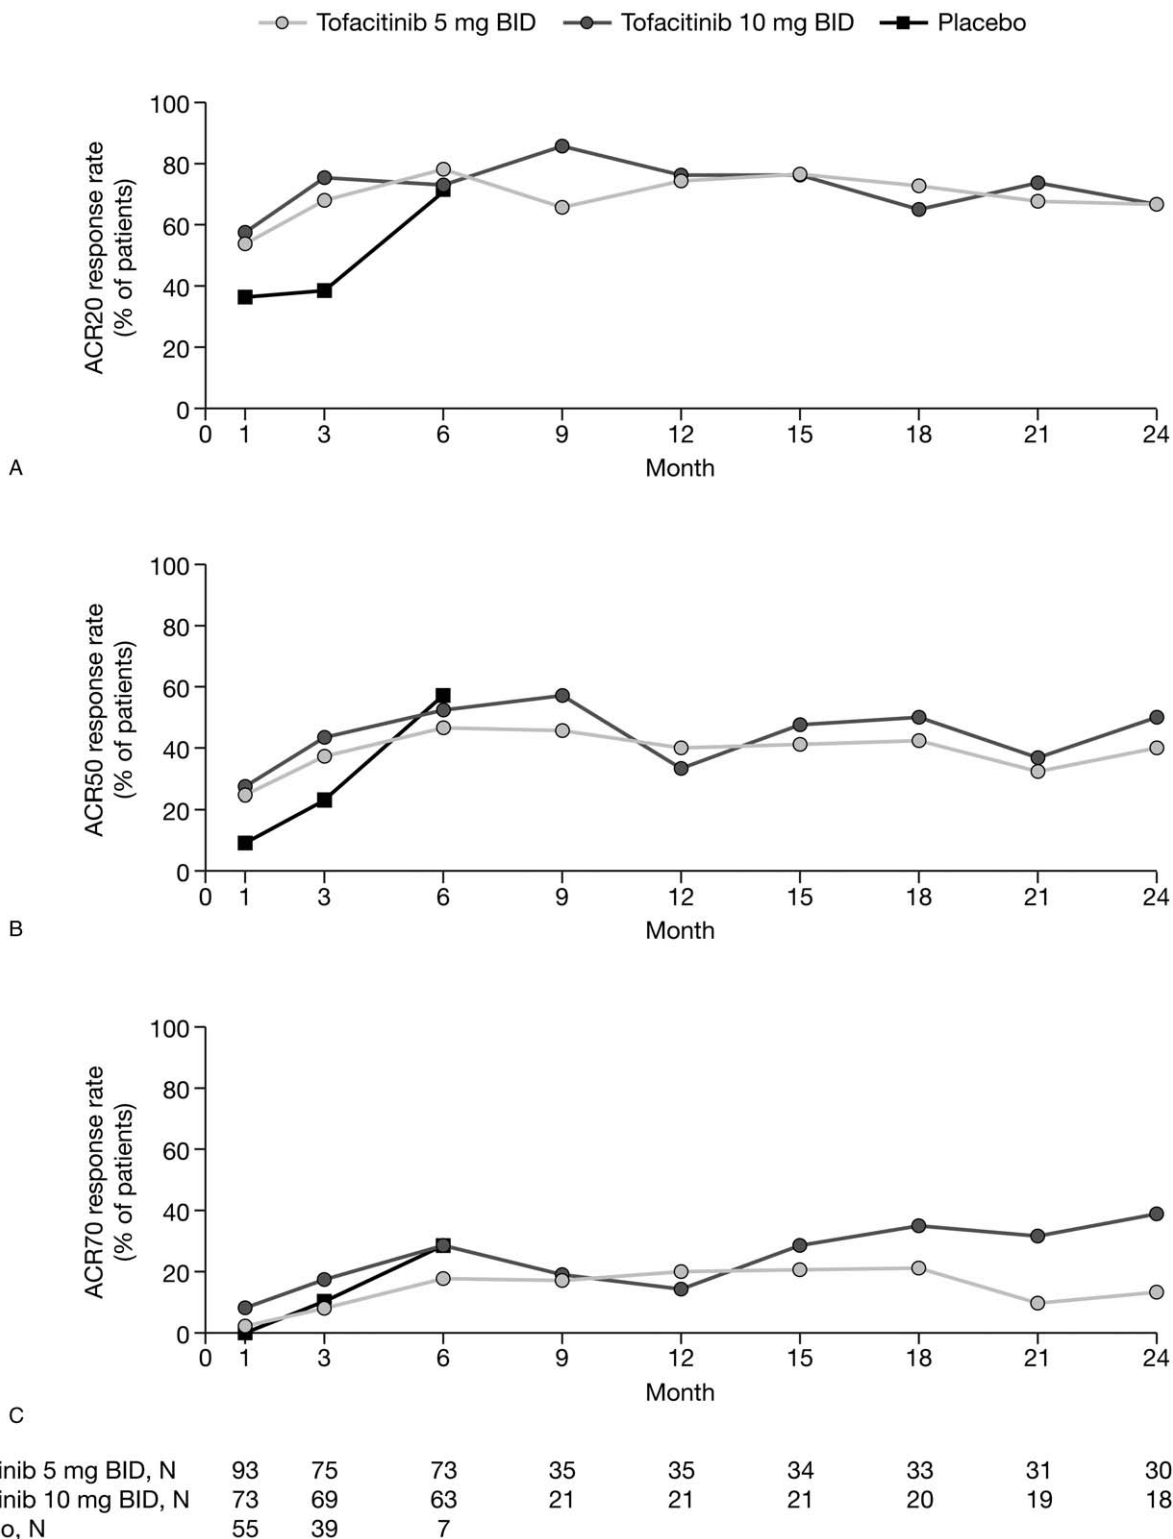 Tofacitinib 5 mg BID Tofacitinib 10 mg BID Placebo
ACR20 response rate
(% of patients)
100
80
60
40
20
0
0 1 3 6 9 12 15 18 21 24
Month
A
ACR50 response rate
(% of patients)
100
80
60
40
20
0
0 1 3 6 9 12 15 18 21 24
Month
B
ACR70 response rate
(% of patients)
100
80
60
40
20
0
0 1 3 6 9 12 15 18 21 24
Month
C
inib 5 mg BID, N 93 75 73 35 35 34 33 31 30
inib 10 mg BID, N 73 69 63 21 21 21 20 19 18
o, N 55 39 7